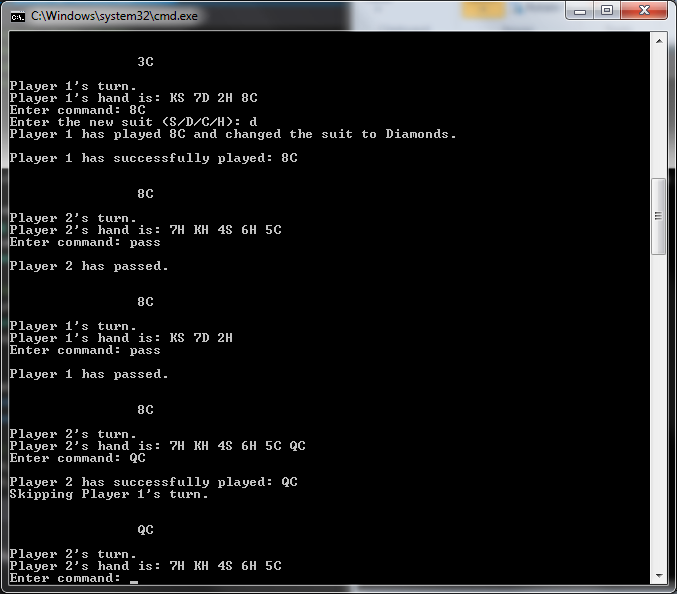 C:\Windows\system32\cmd.exe
3C
Player 1's turn.
Player 1's hand is: KS 7D 2H 8C
Enter command: 8C
Enter the new suit (S/D/C/H): d
Player 1 has played 8C and changed the suit to Diamonds.
Player 1 has successfully played: 8C
8C
Player 2's turn.
Player 2's hand is: 7H KH 4S 6H 5C
Enter command: pass
Player 2 has passed.
8C
Player 1's turn.
Player 1's hand is: KS 7D 2H
Enter command: pass
Player 1 has passed.
8C
Player 2's turn.
Player 2's hand is: 7H KH 4S 6H 5C QC
Enter command: QC
Player 2 has successfully played: QC
Skipping Player 1's turn.
QC
Player 2's turn.
Player 2's hand is: 7H KH 4S 6H 5C
Enter command: _